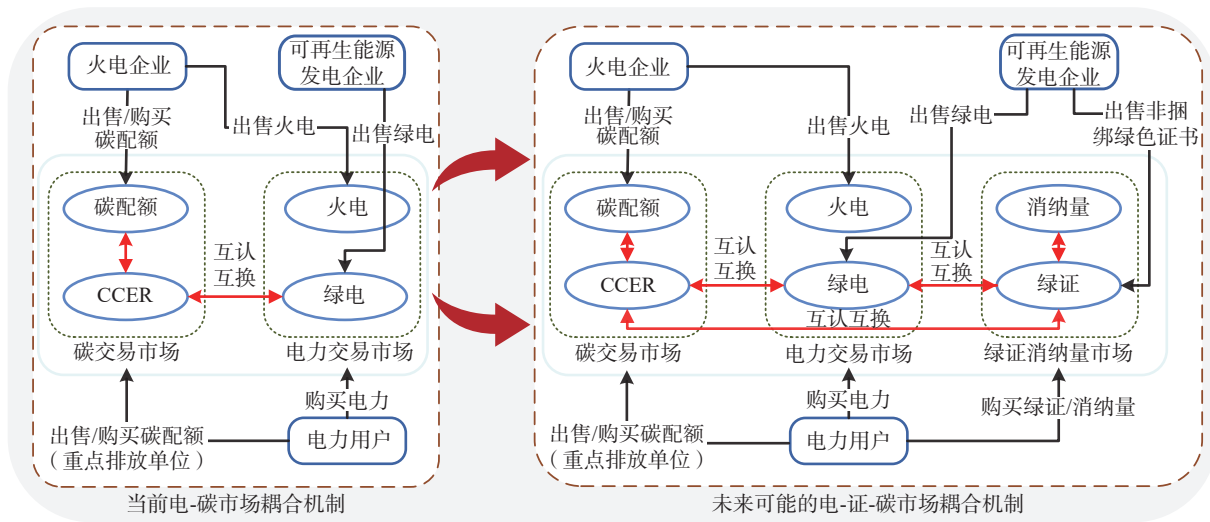 火电企业
可再生能源
发电企业
出售/购买
碳配额
出售火电
出售绿电
碳配额
火电
互认
互换
CCER
绿电
碳交易市场
电力交易市场
购买电力
出售/购买碳配额
(重点排放单位)
电力用户
当前电-碳市场耦合机制
火电企业
可再生能源
发电企业
出售/购买
碳配额
出售火电
出售绿电
出售非捆
绑绿色证书
碳配额
火电
消纳量
互认
互换
互认
互换
CCER
绿电
绿证
互认互换
碳交易市场
电力交易市场
绿证消纳量市场
购买电力
购买绿证/消纳量
出售/购买碳配额
(重点排放单位)
电力用户
未来可能的电-证-碳市场耦合机制